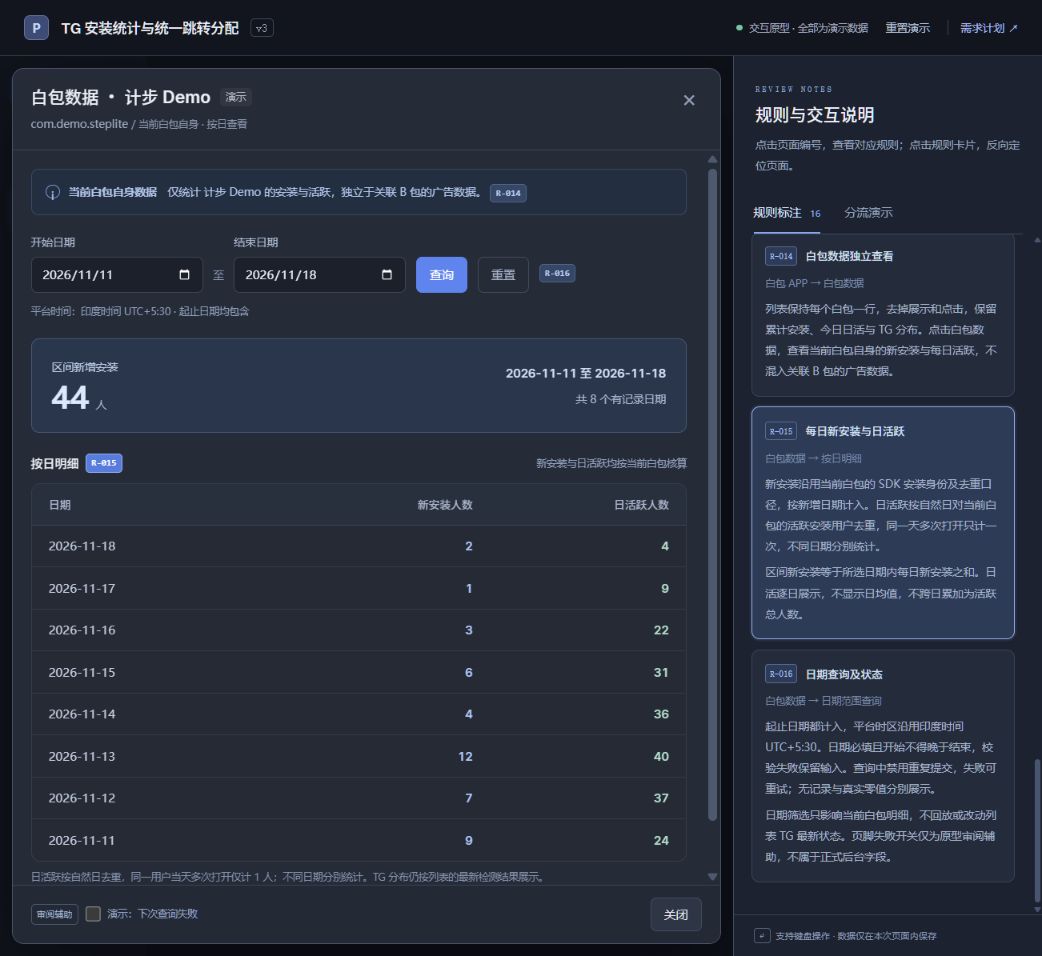 P TG 安装统计与统一跳转分配 v3
交互原型 · 全部为演示数据 重置演示 需求计划 ↗
白包数据 · 计步 Demo 演示
com.demo.steplite / 当前白包自身 · 按日查看
当前白包自身数据 仅统计 计步 Demo 的安装与活跃，独立于关联 B 包的广告数据。 R-014
开始日期 结束日期
2026/11/11 至 2026/11/18 查询 重置 R-016
平台时间：印度时间 UTC+5:30 · 起止日期均包含
区间新增安装
44 人
2026-11-11 至 2026-11-18
共 8 个有记录日期
按日明细 R-015 新安装与日活跃均按当前白包核算
日期 新安装人数 日活跃人数
2026-11-18 2 4
2026-11-17 1 9
2026-11-16 3 22
2026-11-15 6 31
2026-11-14 4 36
2026-11-13 12 40
2026-11-12 7 37
2026-11-11 9 24
日活跃按自然日去重，同一用户当天多次打开仅计 1 人；不同日期分别统计。TG 分布仍按列表的最新检测结果展示。
审阅辅助 演示：下次查询失败 关闭
REVIEW NOTES
规则与交互说明
点击页面编号，查看对应规则；点击规则卡片，反向定
位页面。
规则标注 16 分流演示
R-014 白包数据独立查看
白包 APP → 白包数据
列表保持每个白包一行，去掉展示和点击，保留
累计安装、今日日活与 TG 分布。点击白包数
据，查看当前白包自身的新安装与每日活跃，不
混入关联 B 包的广告数据。
R-015 每日新安装与日活跃
白包数据 → 按日明细
新安装沿用当前白包的 SDK 安装身份及去重口
径，按新增日期计入。日活跃按自然日对当前白
包的活跃安装用户去重，同一天多次打开只计一
次，不同日期分别统计。
区间新安装等于所选日期内每日新安装之和。日
活逐日展示，不显示日均值，不跨日累加为活跃
总人数。
R-016 日期查询及状态
白包数据 → 日期范围查询
起止日期都计入，平台时区沿用印度时间
UTC+5:30。日期必填且开始不得晚于结束，校
验失败保留输入。查询中禁用重复提交，失败可
重试；无记录与真实零值分别展示。
日期筛选只影响当前白包明细，不回放或改动列
表 TG 最新状态。页脚失败开关仅为原型审阅辅
助，不属于正式后台字段。
支持键盘操作 · 数据仅在本次页面内保存